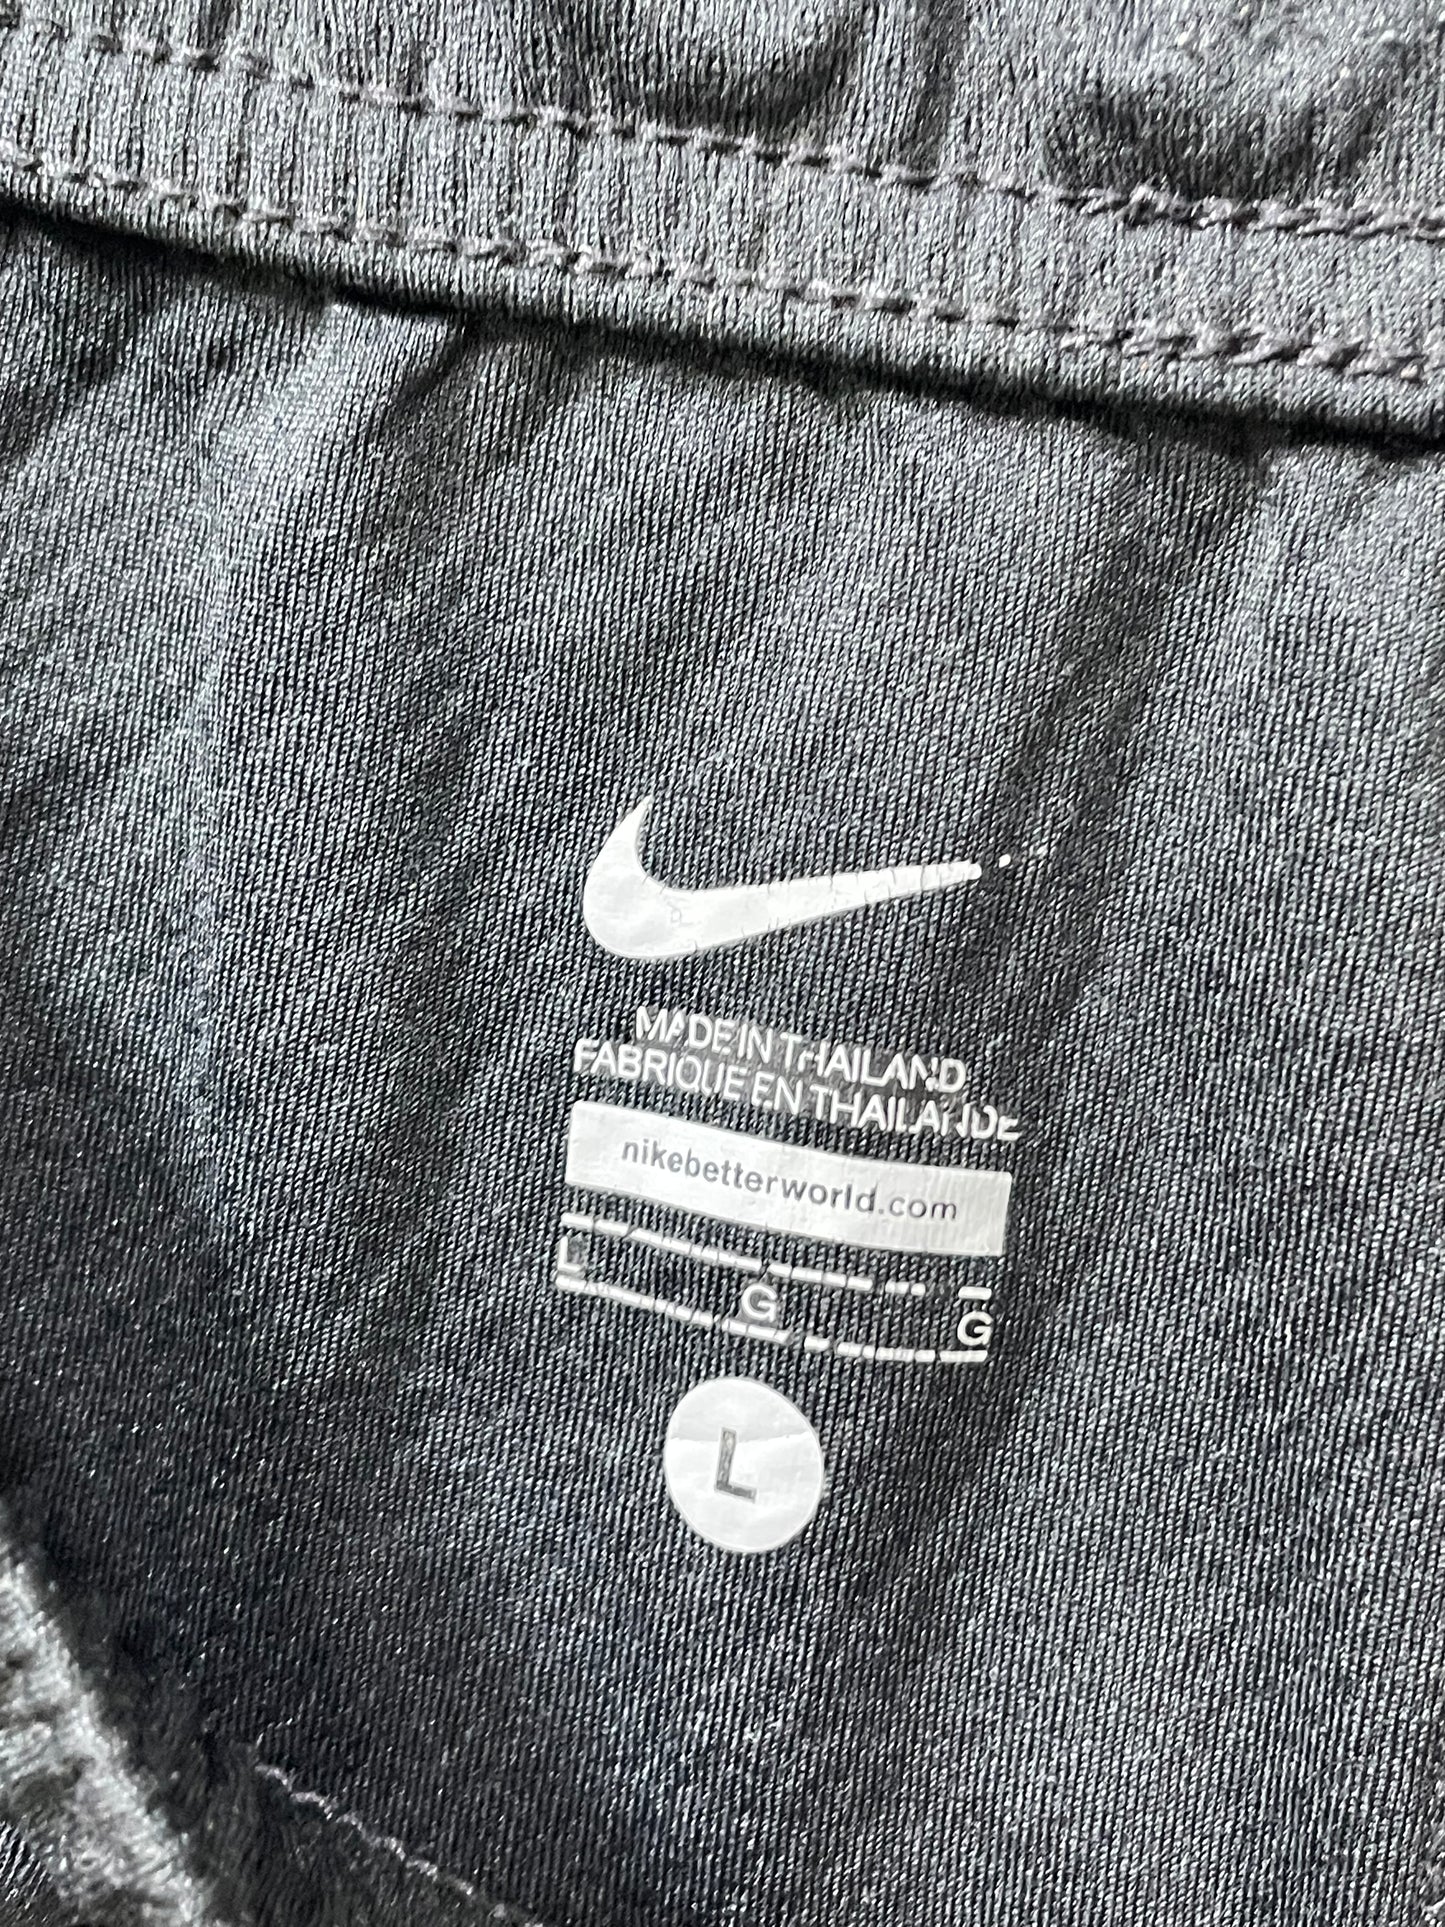 MADE IN THAILAND
FABRIQUE EN THAILANDE
nikebetterworld.com
L G G
L